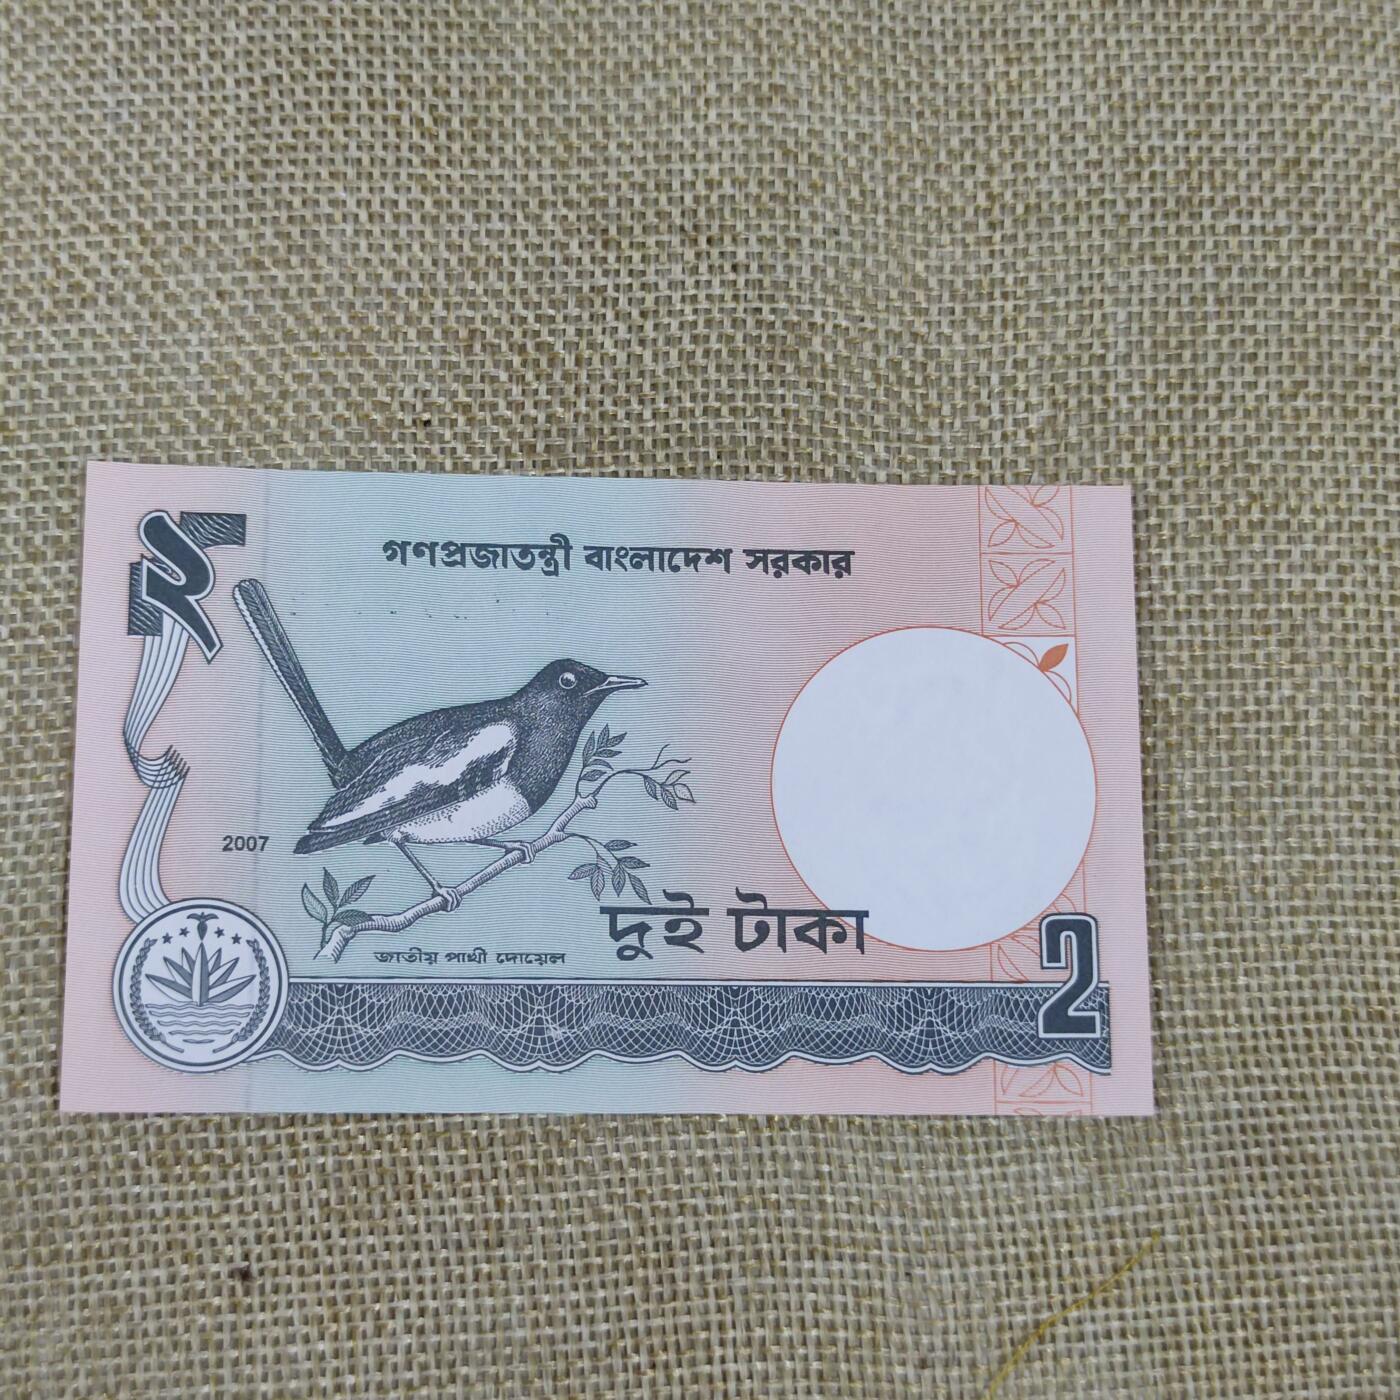 ২
গণপ্রজাতন্ত্রী বাংলাদেশ সরকার
2007
দুই টাকা
জাতীয় পাখী দোয়েল
2